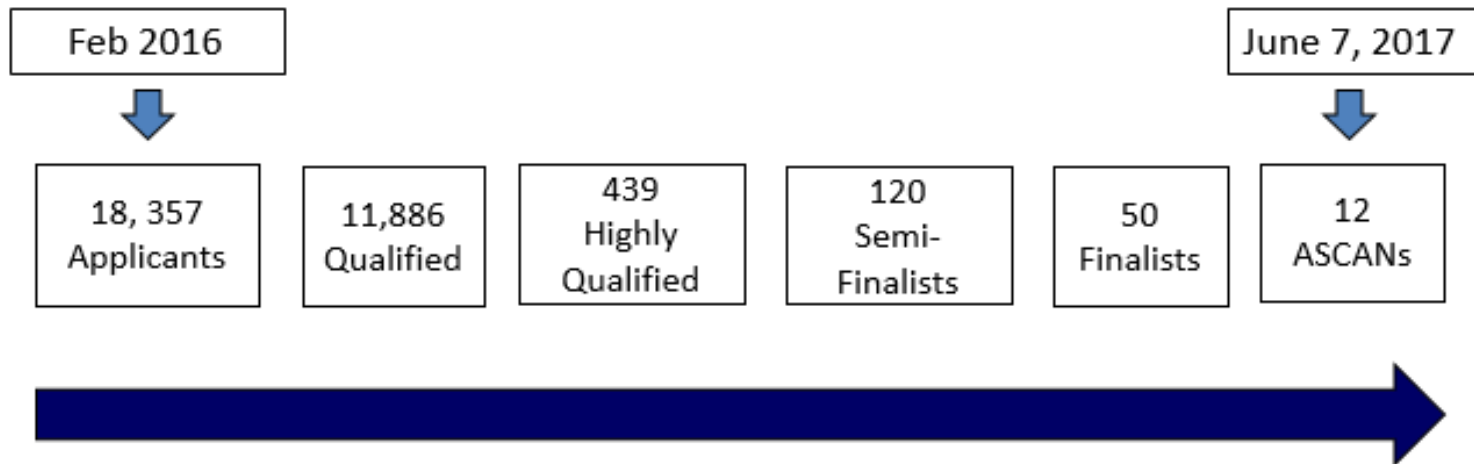 Feb 2016
June 7, 2017
18, 357
Applicants
11,886
Qualified
439
Highly
Qualified
120
Semi-
Finalists
50
Finalists
12
ASCANs